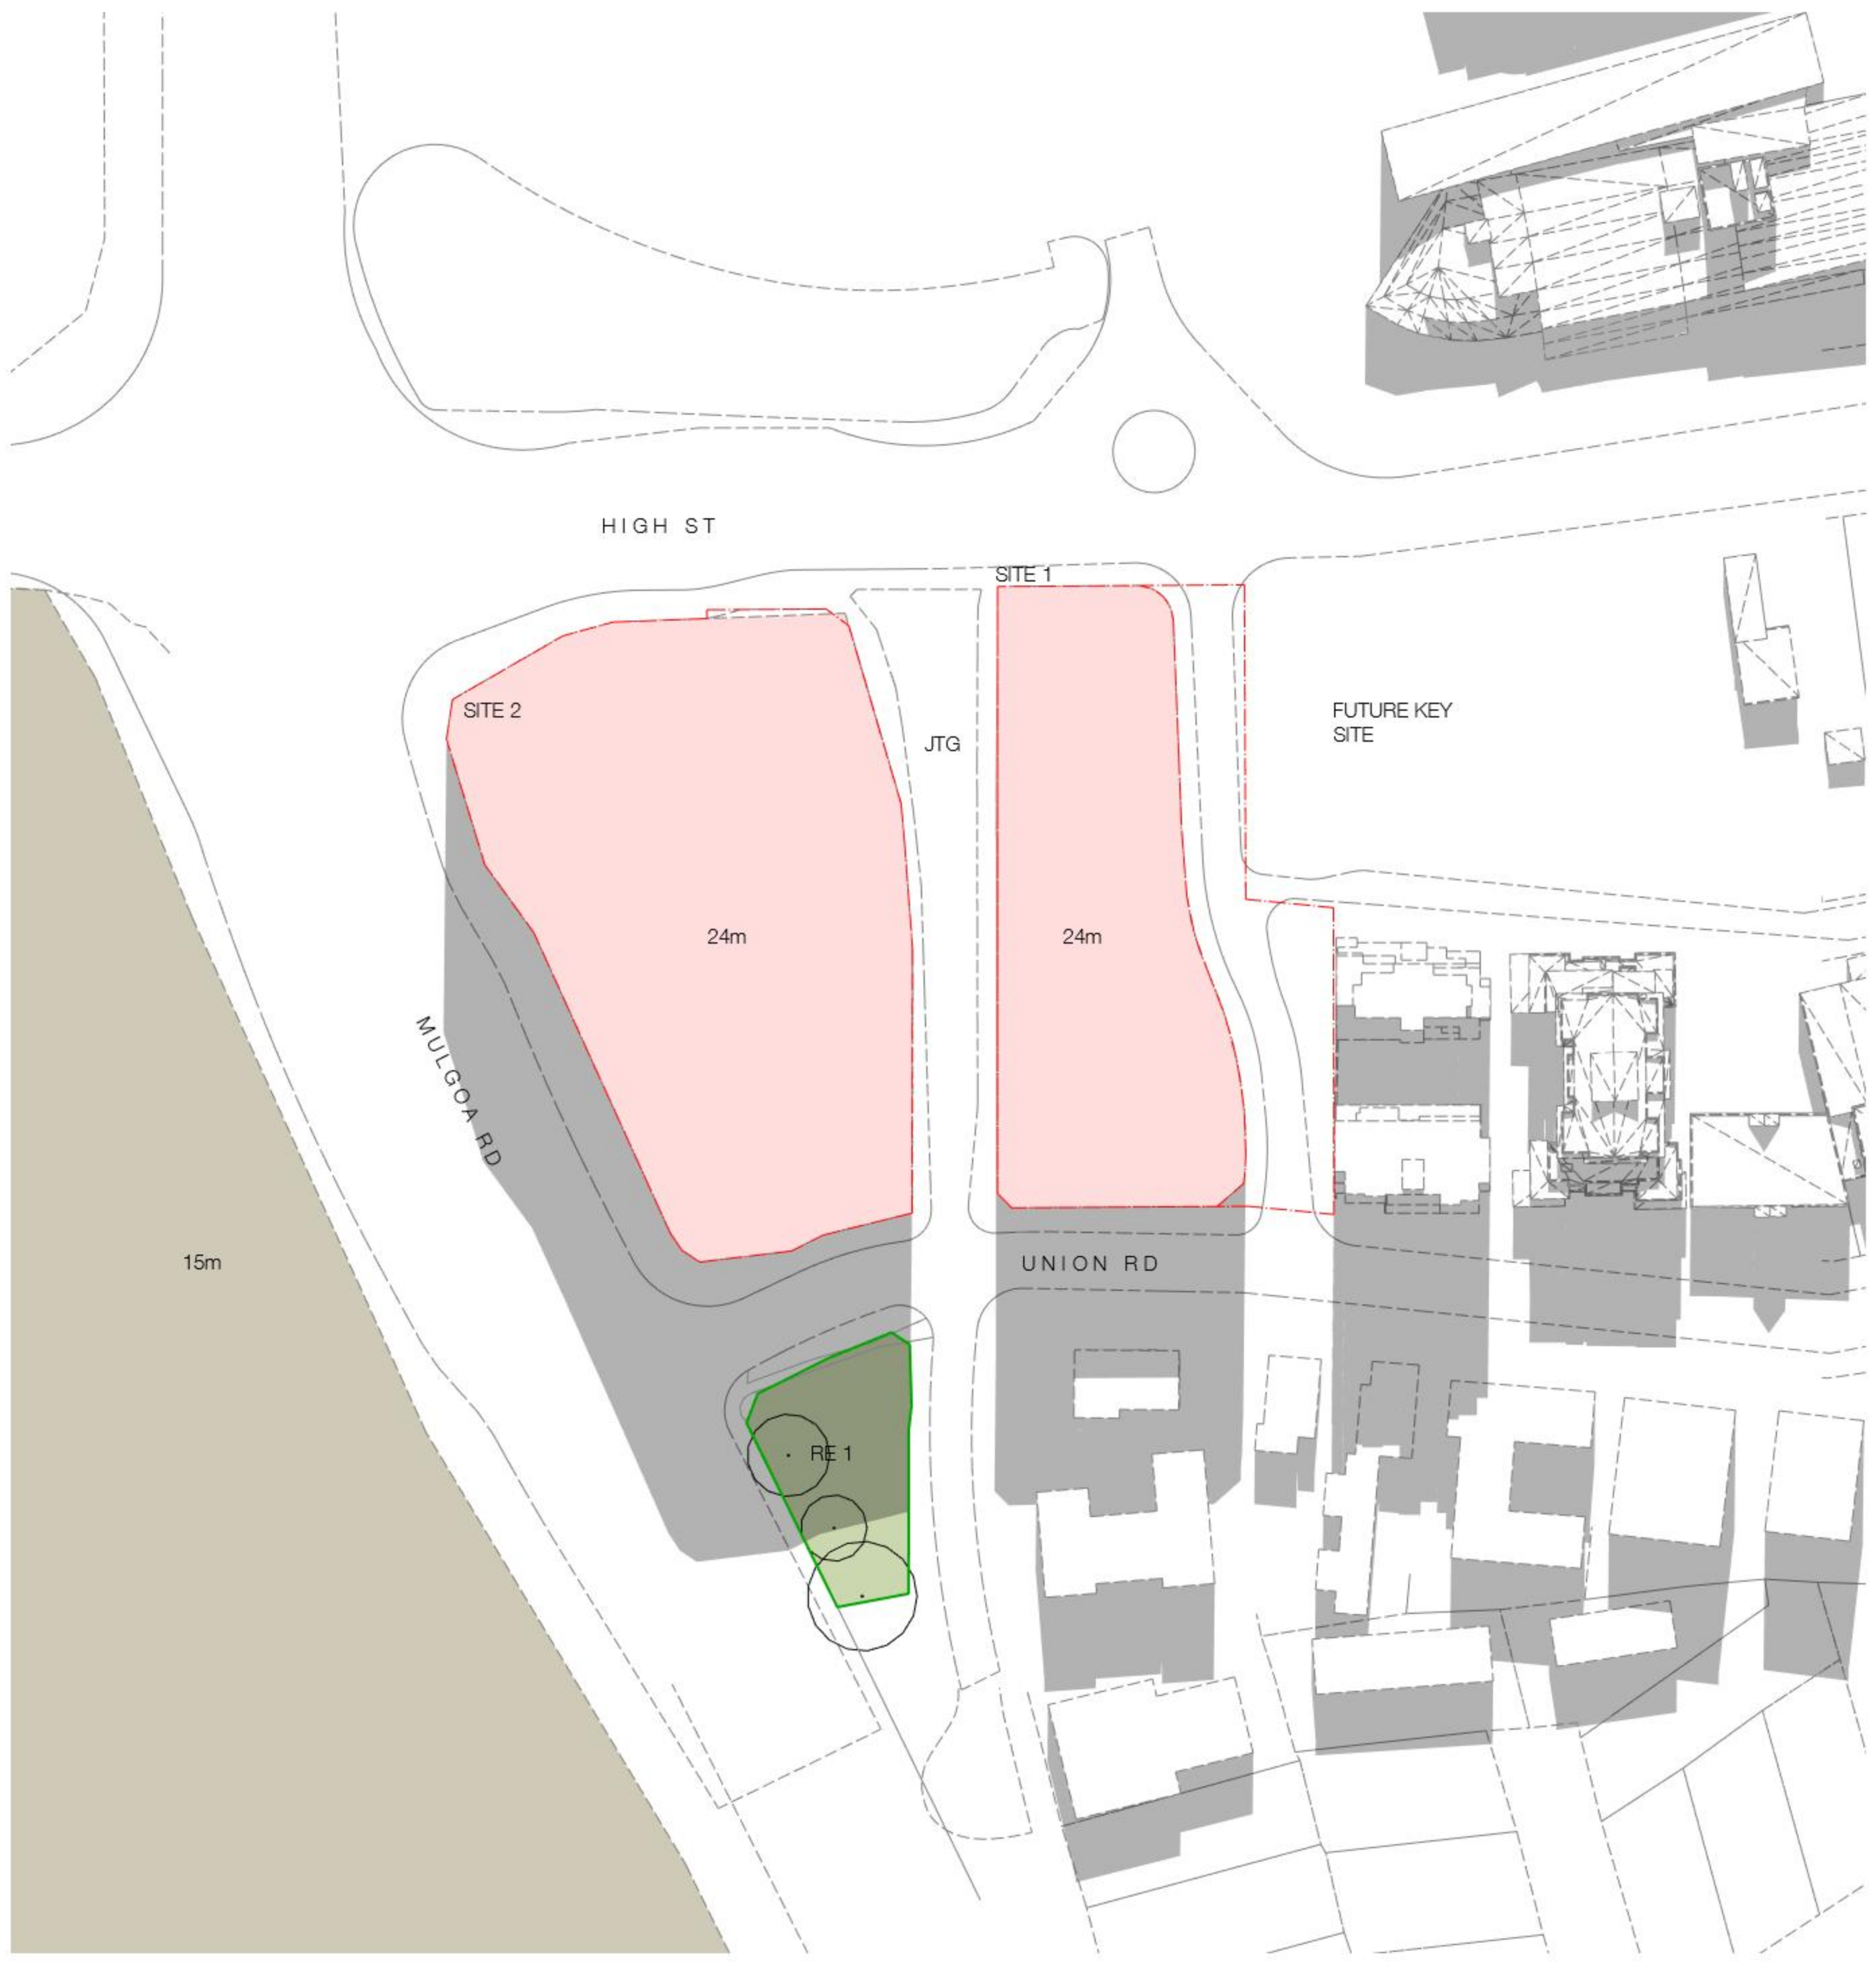 HIGH ST
SITE 1
SITE 2
FUTURE KEY
SITE
JTG
24m
24m
MULGOA RD
15m
UNION RD
RE 1